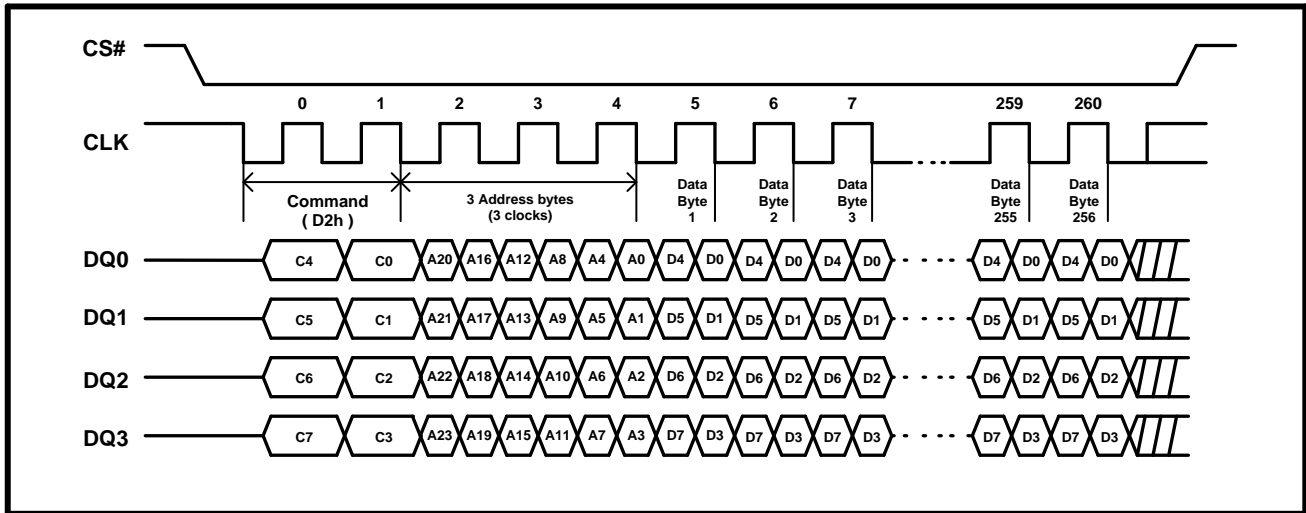 CS#
0 1 2 3 4 5 6 7 259 260
CLK
Command
( D2h )
3 Address bytes
(3 clocks)
Data
Byte
1
Data
Byte
2
Data
Byte
3
Data
Byte
255
Data
Byte
256
DQ0 C4 C0 A20 A16 A12 A8 A4 A0 D4 D0 D4 D0 D4 D0 D4 D0 D4 D0
DQ1 C5 C1 A21 A17 A13 A9 A5 A1 D5 D1 D5 D1 D5 D1 D5 D1 D5 D1
DQ2 C6 C2 A22 A18 A14 A10 A6 A2 D6 D2 D6 D2 D6 D2 D6 D2 D6 D2
DQ3 C7 C3 A23 A19 A15 A11 A7 A3 D7 D3 D7 D3 D7 D3 D7 D3 D7 D3